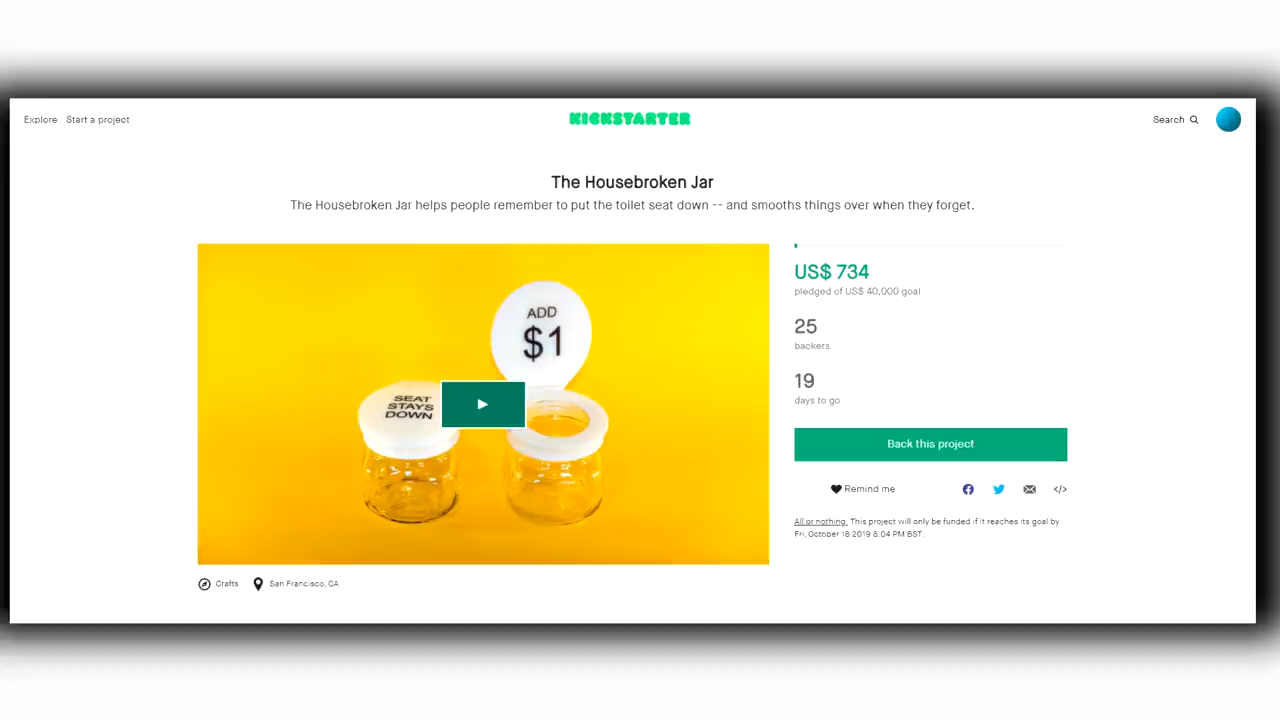 Explore Start a project
KICKSTARTER
Search
The Housebroken Jar
The Housebroken Jar helps people remember to put the toilet seat down -- and smooths things over when they forget.
ADD
$1
SEAT
STAYS
DOWN
US$ 734
pledged of US$ 40,000 goal
25
backers
19
days to go
Back this project
Remind me
All or nothing. This project will only be funded if it reaches its goal by
Fri, October 18 2019 8:04 PM BST.
Crafts San Francisco, CA